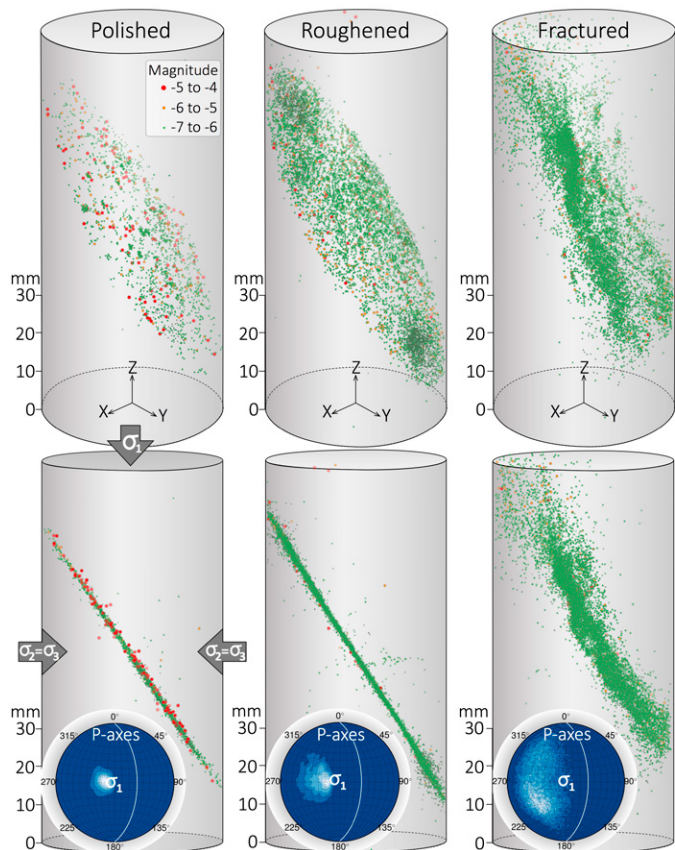 Polished
Roughened
Fractured
Magnitude
-5 to -4
-6 to -5
-7 to -6
mm
30
20
10
0
Z
X
Y
mm
30
20
10
0
Z
X
Y
mm
30
20
10
0
Z
X
Y
σ1
σ2=σ3
σ2=σ3
mm
30
20
10
0
P-axes
0°
45°
90°
135°
180°
225°
270°
315°
σ1
mm
30
20
10
0
P-axes
0°
45°
90°
135°
180°
225°
270°
315°
σ1
mm
30
20
10
0
P-axes
0°
45°
90°
135°
180°
225°
270°
315°
σ1